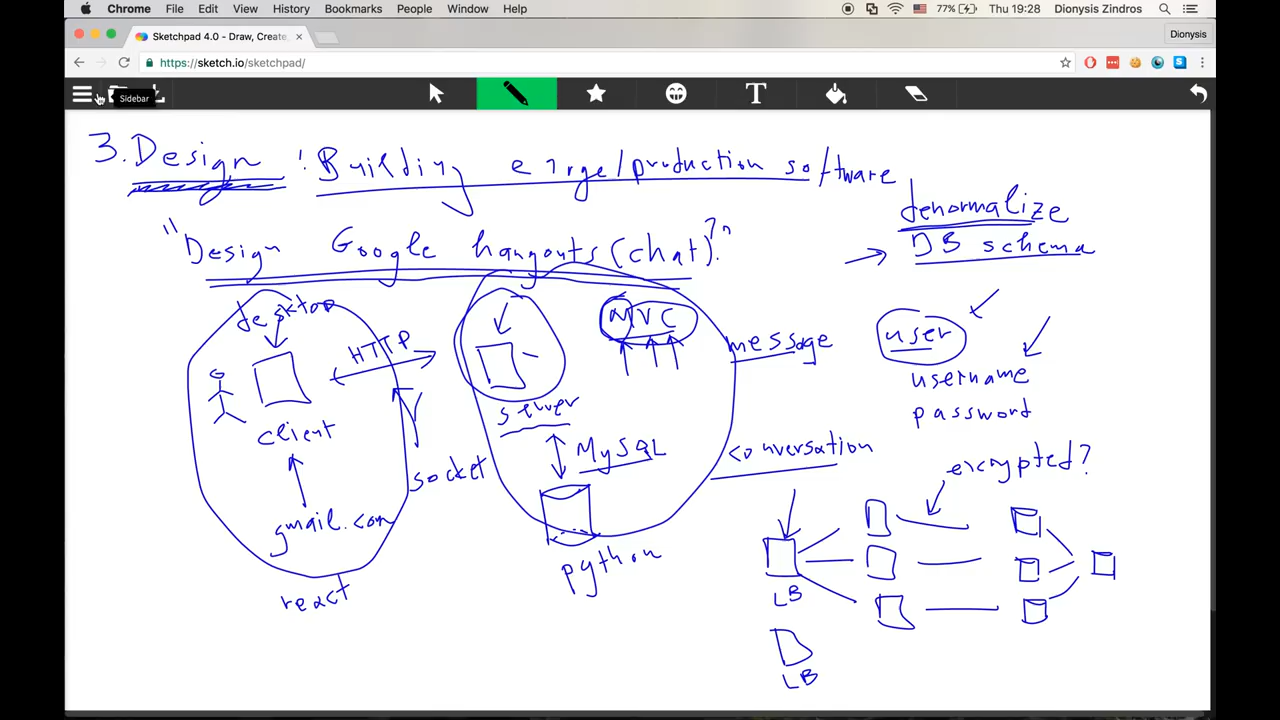 Chrome File Edit View History Bookmarks People Window Help 77% Thu 19:28 Dionysis Zindros
Sketchpad 4.0 - Draw, Create, Dionysis
https://sketch.io/sketchpad/
Sidebar T
3. Design : Building large/production software
denormalize
"Design Google hangouts (chat)?"
→ DB schema
desktop
MVC
HTTP
message
user
username
client
server
password
MySQL
conversation
socket
encrypted?
gmail.com
python
react
LB
LB